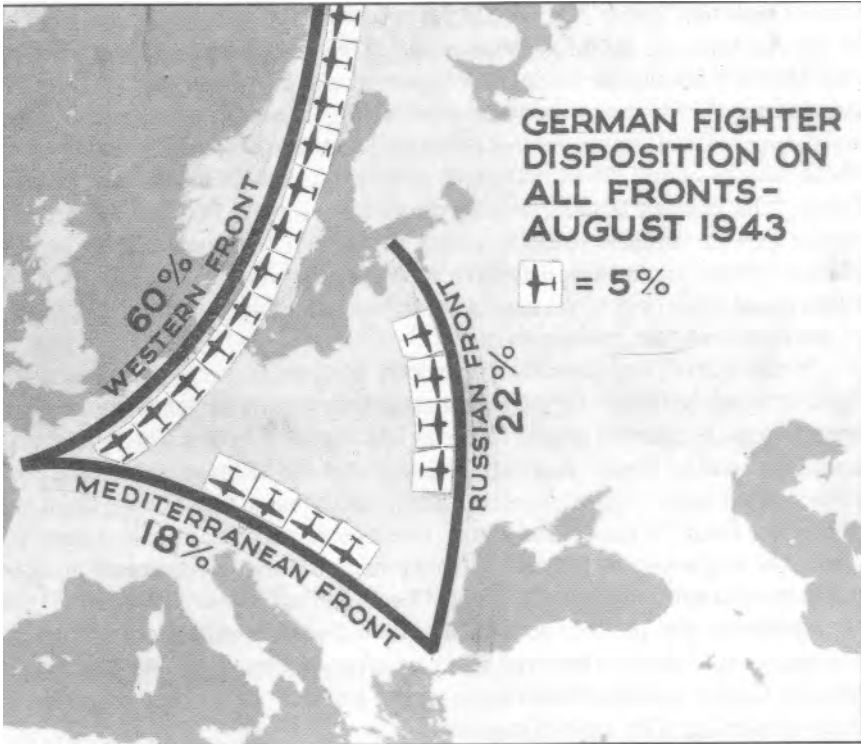 GERMAN FIGHTER
DISPOSITION ON
ALL FRONTS-
AUGUST 1943
= 5%
60%
WESTERN FRONT
RUSSIAN FRONT
22%
MEDITERRANEAN FRONT
18%